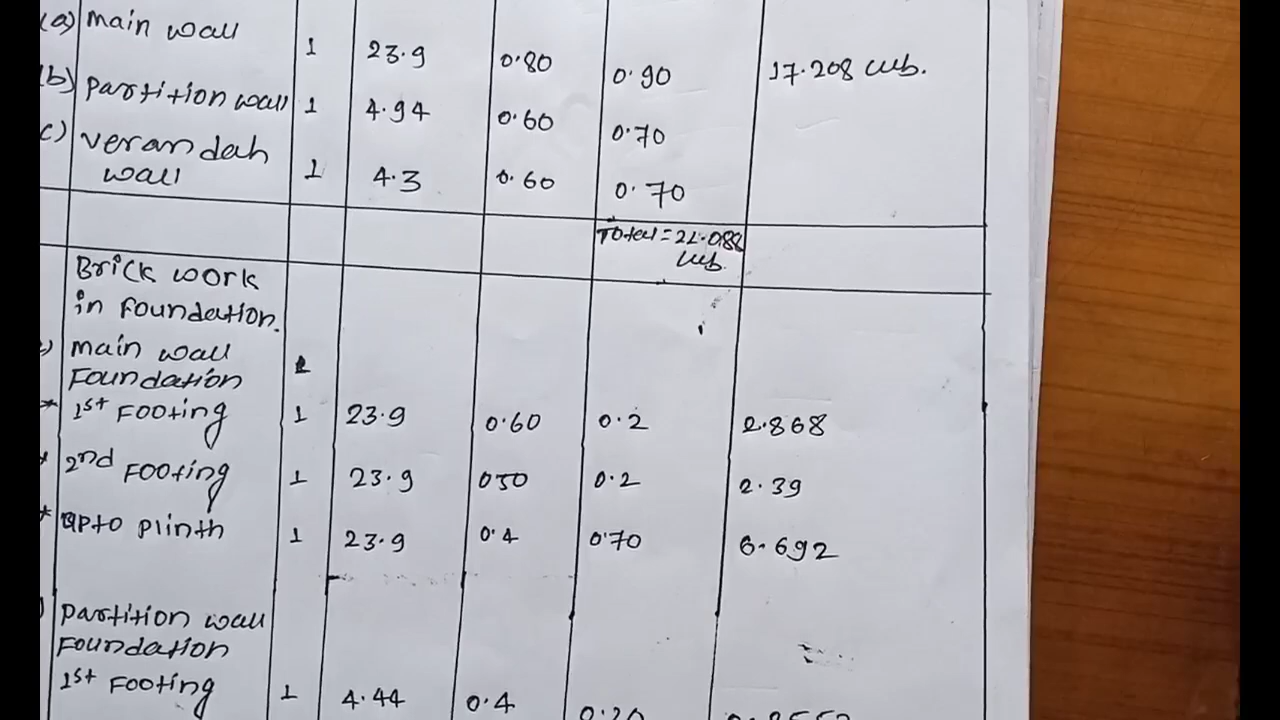 (a) main wall 1 23.9 0.80 0.90 17.208 cub.
(b) partition wall 1 4.94 0.60 0.70
c) verandah
wall 1 4.3 0.60 0.70
Total = 21.088
cub.
Brick work
in foundation.
main wall
foundation
* 1st Footing 1 23.9 0.60 0.2 2.868
* 2nd Footing 1 23.9 050 0.2 2.39
* upto plinth 1 23.9 0.4 0.70 6.692
partition wall
foundation
1st Footing 1 4.44 0.4 0.20